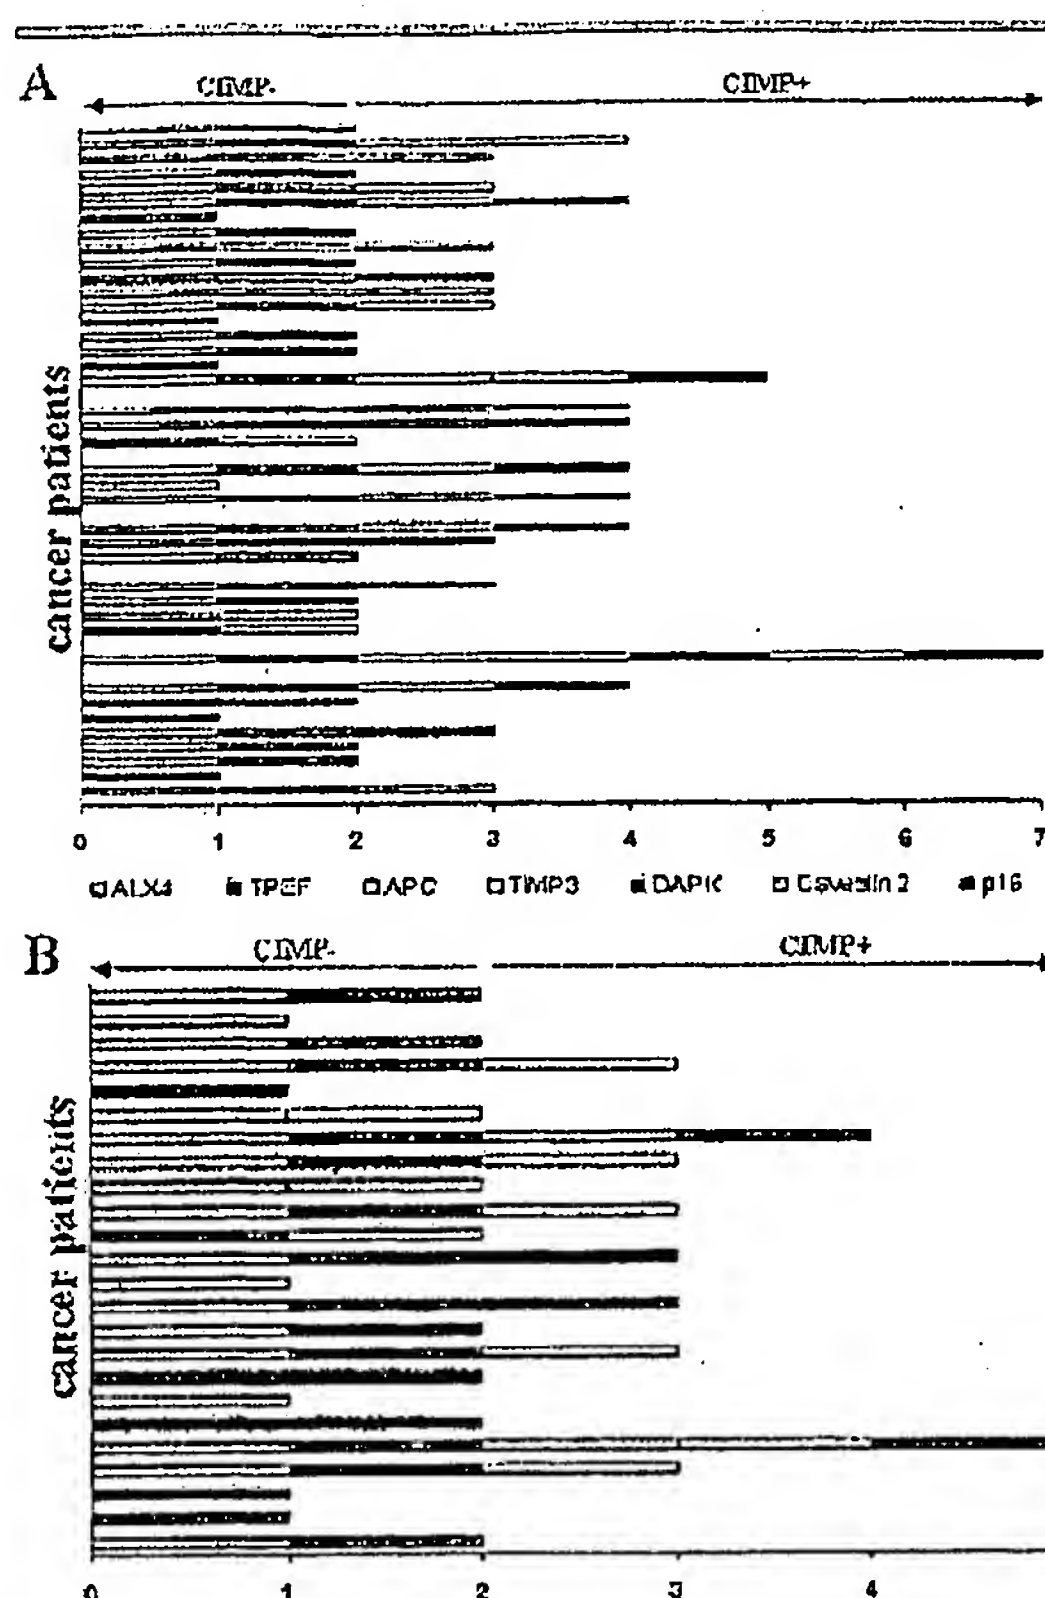 A
CIMP- CIMP+
cancer patients
0 1 2 3 4 5 6 7
ALX4 TPEF APC TIMP3 DAPK p16
B
CIMP- CIMP+
cancer patients
0 1 2 3 4